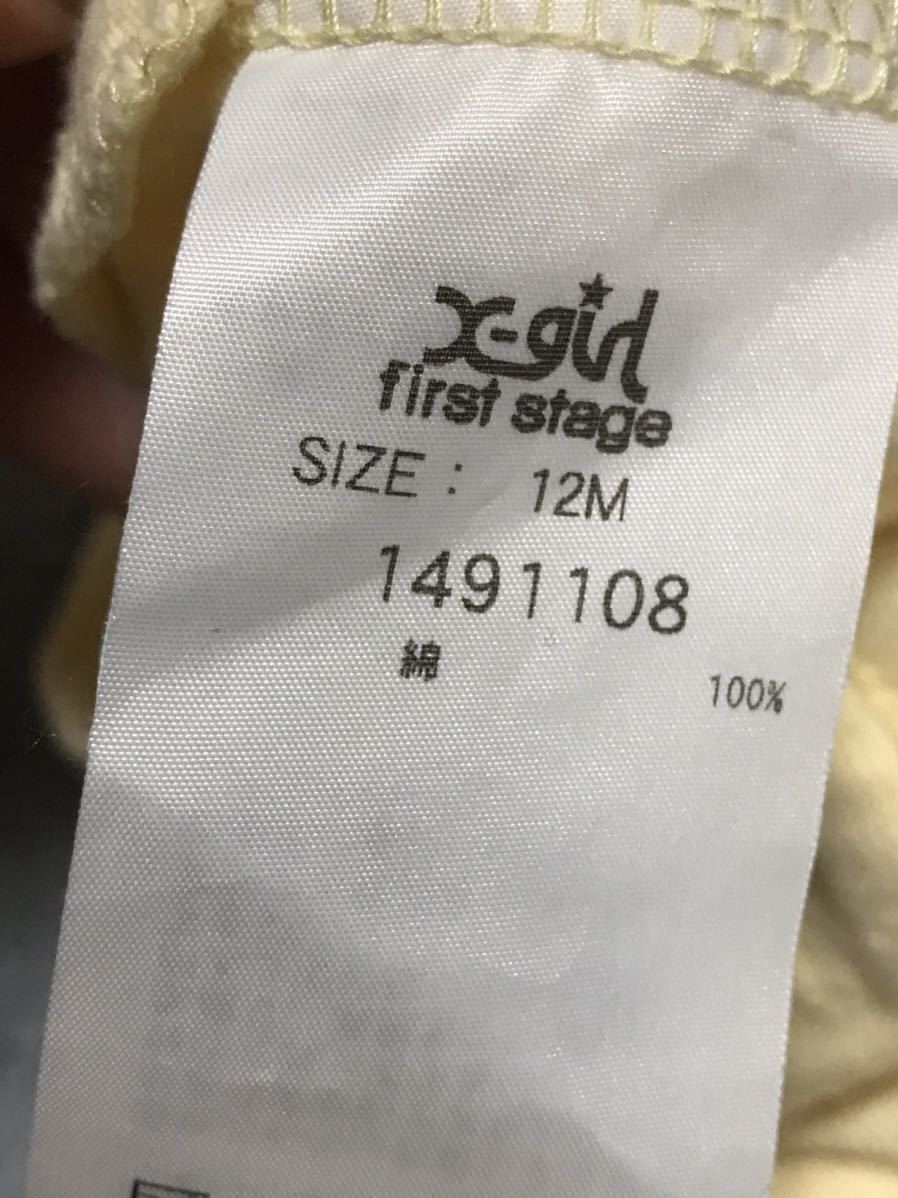 X-girl
first stage
SIZE : 12M
1491108
綿 100%